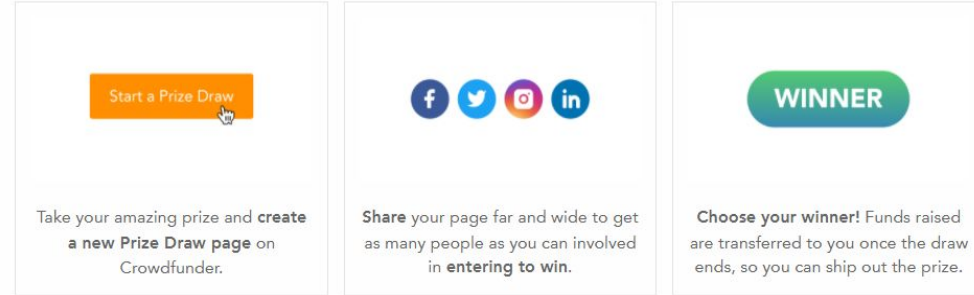 Start a Prize Draw
Take your amazing prize and create
a new Prize Draw page on
Crowdfunder.
f in
Share your page far and wide to get
as many people as you can involved
in entering to win.
WINNER
Choose your winner! Funds raised
are transferred to you once the draw
ends, so you can ship out the prize.